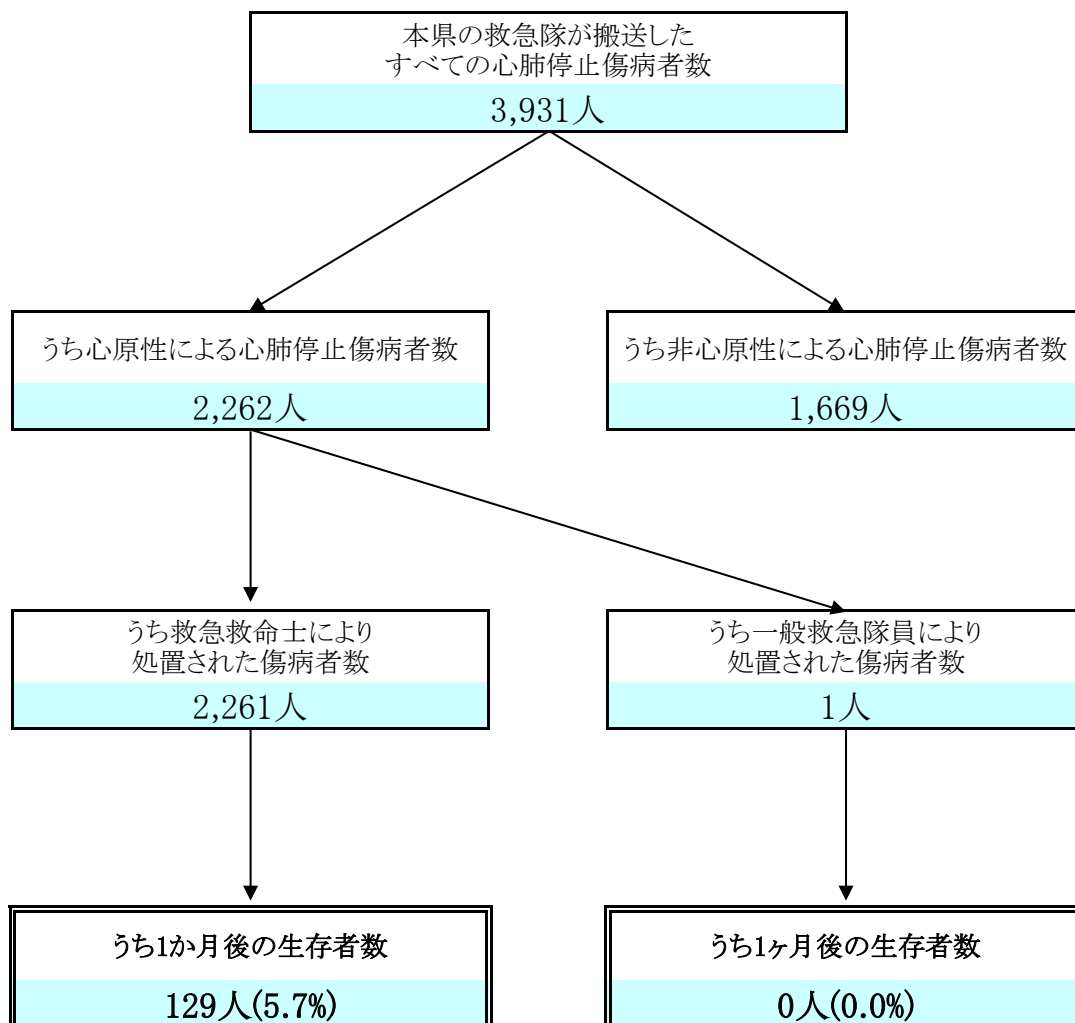 本県の救急隊が搬送した
すべての心肺停止傷病者数
3,931人
うち心原性による心肺停止傷病者数
2,262人
うち非心原性による心肺停止傷病者数
1,669人
うち救急救命士により
処置された傷病者数
2,261人
うち一般救急隊員により
処置された傷病者数
1人
うち1か月後の生存者数
129人(5.7%)
うち1ヶ月後の生存者数
0人(0.0%)